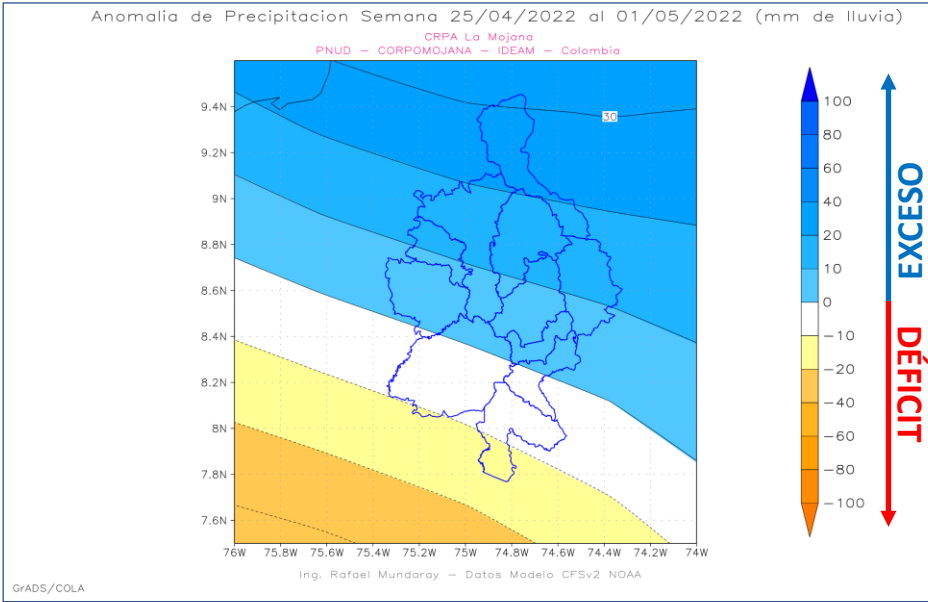 Anomalia de Precipitacion Semana 25/04/2022 al 01/05/2022 (mm de lluvia)
CRPA La Mojana
PNUD – CORPOMOJANA – IDEAM – Colombia
9.4N
9.2N
9N
8.8N
8.6N
8.4N
8.2N
8N
7.8N
7.6N
30
76W
75.8W
75.6W
75.4W
75.2W
75W
74.8W
74.6W
74.4W
74.2W
74W
100
80
60
40
20
10
0
−10
−20
−40
−60
−80
−100
EXCESO
DÉFICIT
Ing. Rafael Mundaray – Datos Modelo CFSv2 NOAA
GrADS/COLA